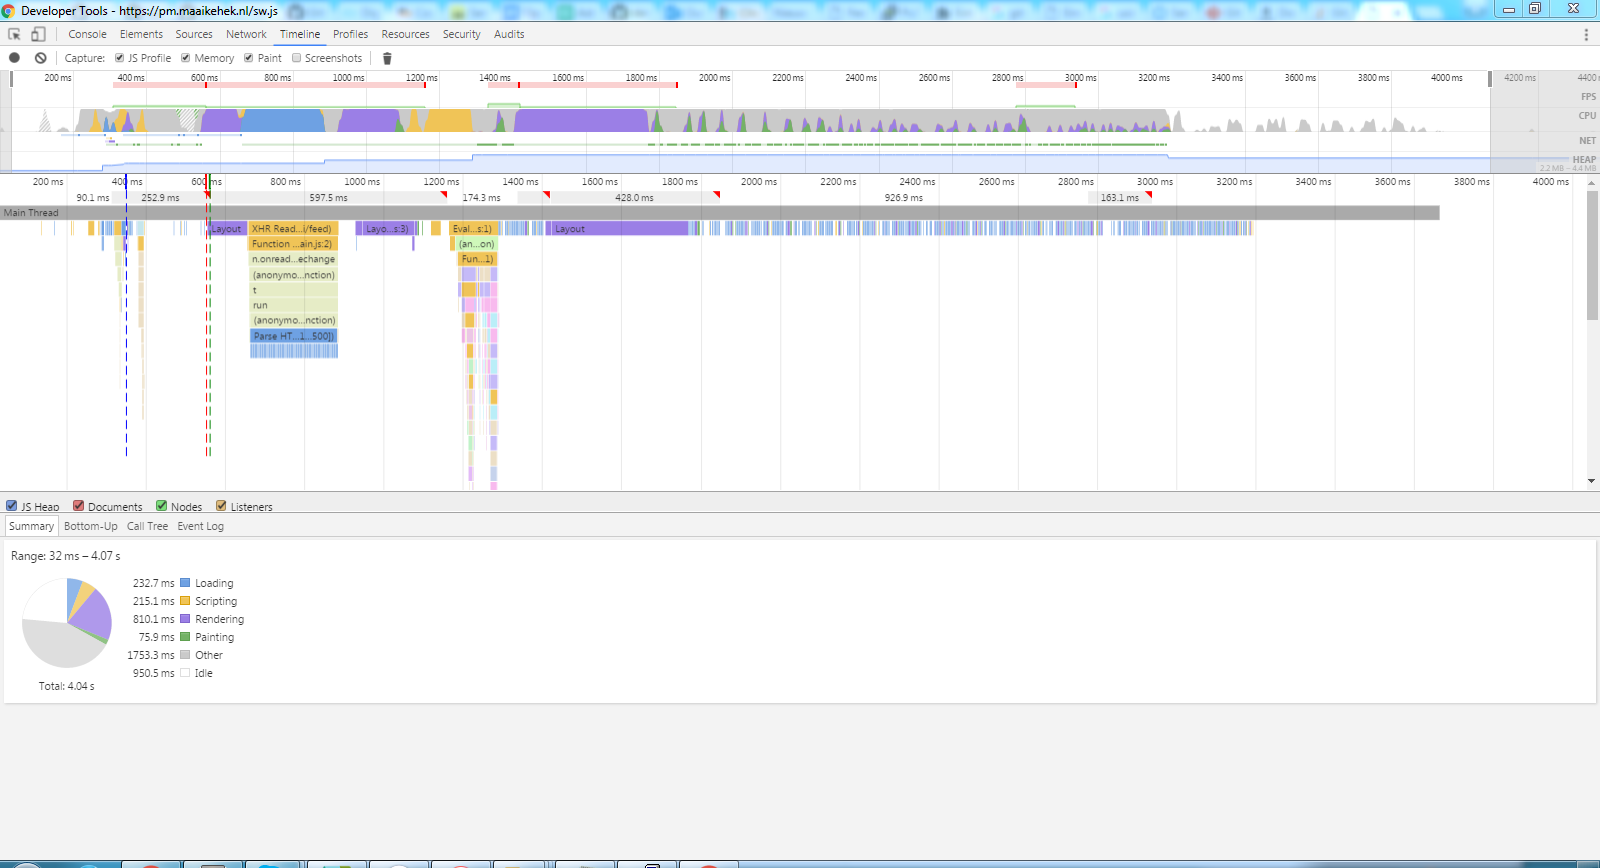 Developer Tools - https://pm.maaikehek.nl/sw.js
Console Elements Sources Network Timeline Profiles Resources Security Audits
Capture: JS Profile Memory Paint Screenshots
200 ms 400 ms 600 ms 800 ms 1000 ms 1200 ms 1400 ms 1600 ms 1800 ms 2000 ms 2200 ms 2400 ms 2600 ms 2800 ms 3000 ms 3200 ms 3400 ms 3600 ms 3800 ms 4000 ms 4200 ms 4400
FPS
CPU
NET
HEAP
2.2 MB – 4.4 MB
200 ms 400 ms 600 ms 800 ms 1000 ms 1200 ms 1400 ms 1600 ms 1800 ms 2000 ms 2200 ms 2400 ms 2600 ms 2800 ms 3000 ms 3200 ms 3400 ms 3600 ms 3800 ms 4000 ms
90.1 ms 252.9 ms 597.5 ms 174.3 ms 428.0 ms 926.9 ms 163.1 ms
Main Thread
Layout XHR Read...i/feed) Layo...s:3) Eval...s:1) Layout
Function ...ain.js:2) (an...on)
n.onread...echange Fun...1)
(anonymo...nction)
t
run
(anonymo...nction)
Parse HT...1...500])
JS Heap Documents Nodes Listeners
Summary Bottom-Up Call Tree Event Log
Range: 32 ms – 4.07 s
232.7 ms Loading
215.1 ms Scripting
810.1 ms Rendering
75.9 ms Painting
1753.3 ms Other
950.5 ms Idle
Total: 4.04 s